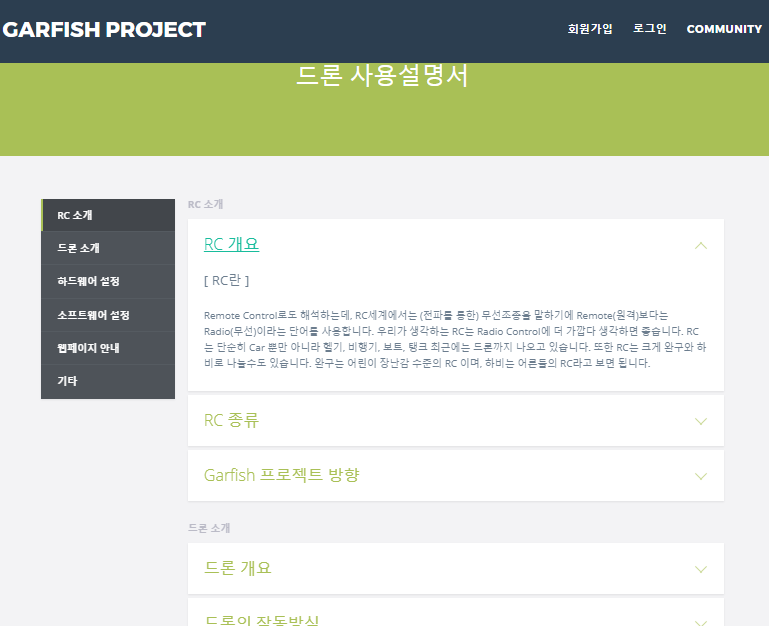 GARFISH PROJECT
회원가입 로그인 COMMUNITY
드론 사용설명서
RC 소개
드론 소개
하드웨어 설정
소프트웨어 설정
웹페이지 안내
기타
RC 소개
RC 개요
[ RC란 ]
Remote Control로도 해석하는데, RC세계에서는 (전파를 통한) 무선조종을 말하기에 Remote(원격)보다는
Radio(무선)이라는 단어를 사용합니다. 우리가 생각하는 RC는 Radio Control에 더 가깝다 생각하면 좋습니다. RC
는 단순히 Car 뿐만 아니라 헬기, 비행기, 보트, 탱크 최근에는 드론까지 나오고 있습니다. 또한 RC는 크게 완구와 하
비로 나눌수도 있습니다. 완구는 어린이 장난감 수준의 RC 이며, 하비는 어른들의 RC라고 보면 됩니다.
RC 종류
Garfish 프로젝트 방향
드론 소개
드론 개요
드론의 작동방식